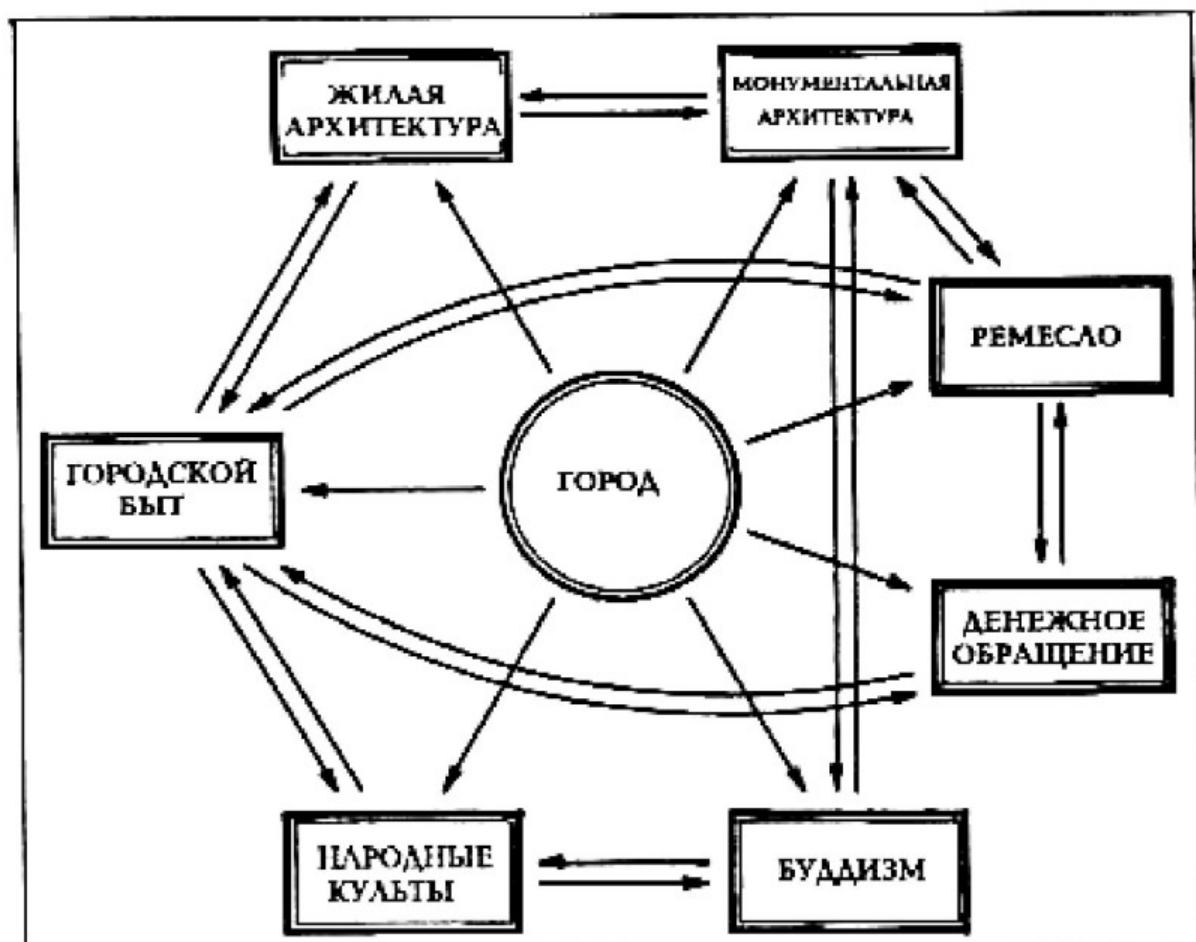 ЖИЛАЯ
АРХИТЕКТУРА
МОНУМЕНТАЛЬНАЯ
АРХИТЕКТУРА
РЕМЕСЛО
ГОРОДСКОЙ
БЫТ
ГОРОД
ДЕНЕЖНОЕ
ОБРАЩЕНИЕ
НАРОДНЫЕ
КУЛЬТЫ
БУДДИЗМ